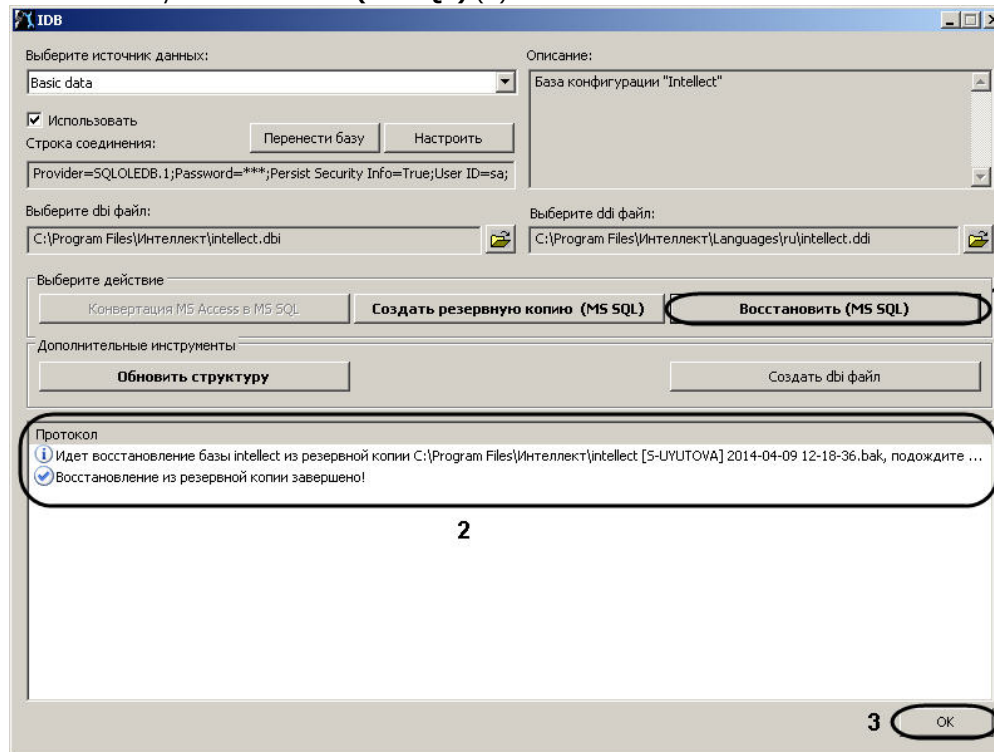 IDB
Выберите источник данных:
Описание:
Basic data
База конфигурации "Intellect"
Использовать
Строка соединения:
Перенести базу
Настроить
Provider=SQLOLEDB.1;Password=***;Persist Security Info=True;User ID=sa;
Выберите dbi файл:
Выберите ddi файл:
C:\Program Files\Интеллект\intellect.dbi
C:\Program Files\Интеллект\Languages\ru\intellect.ddi
Выберите действие
Конвертация MS Access в MS SQL
Создать резервную копию (MS SQL)
Восстановить (MS SQL)
Дополнительные инструменты
Обновить структуру
Создать dbi файл
Протокол
Идет восстановление базы intellect из резервной копии C:\Program Files\Интеллект\intellect [S-UYUTOVA] 2014-04-09 12-18-36.bak, подождите ...
Восстановление из резервной копии завершено!
2
3
OK